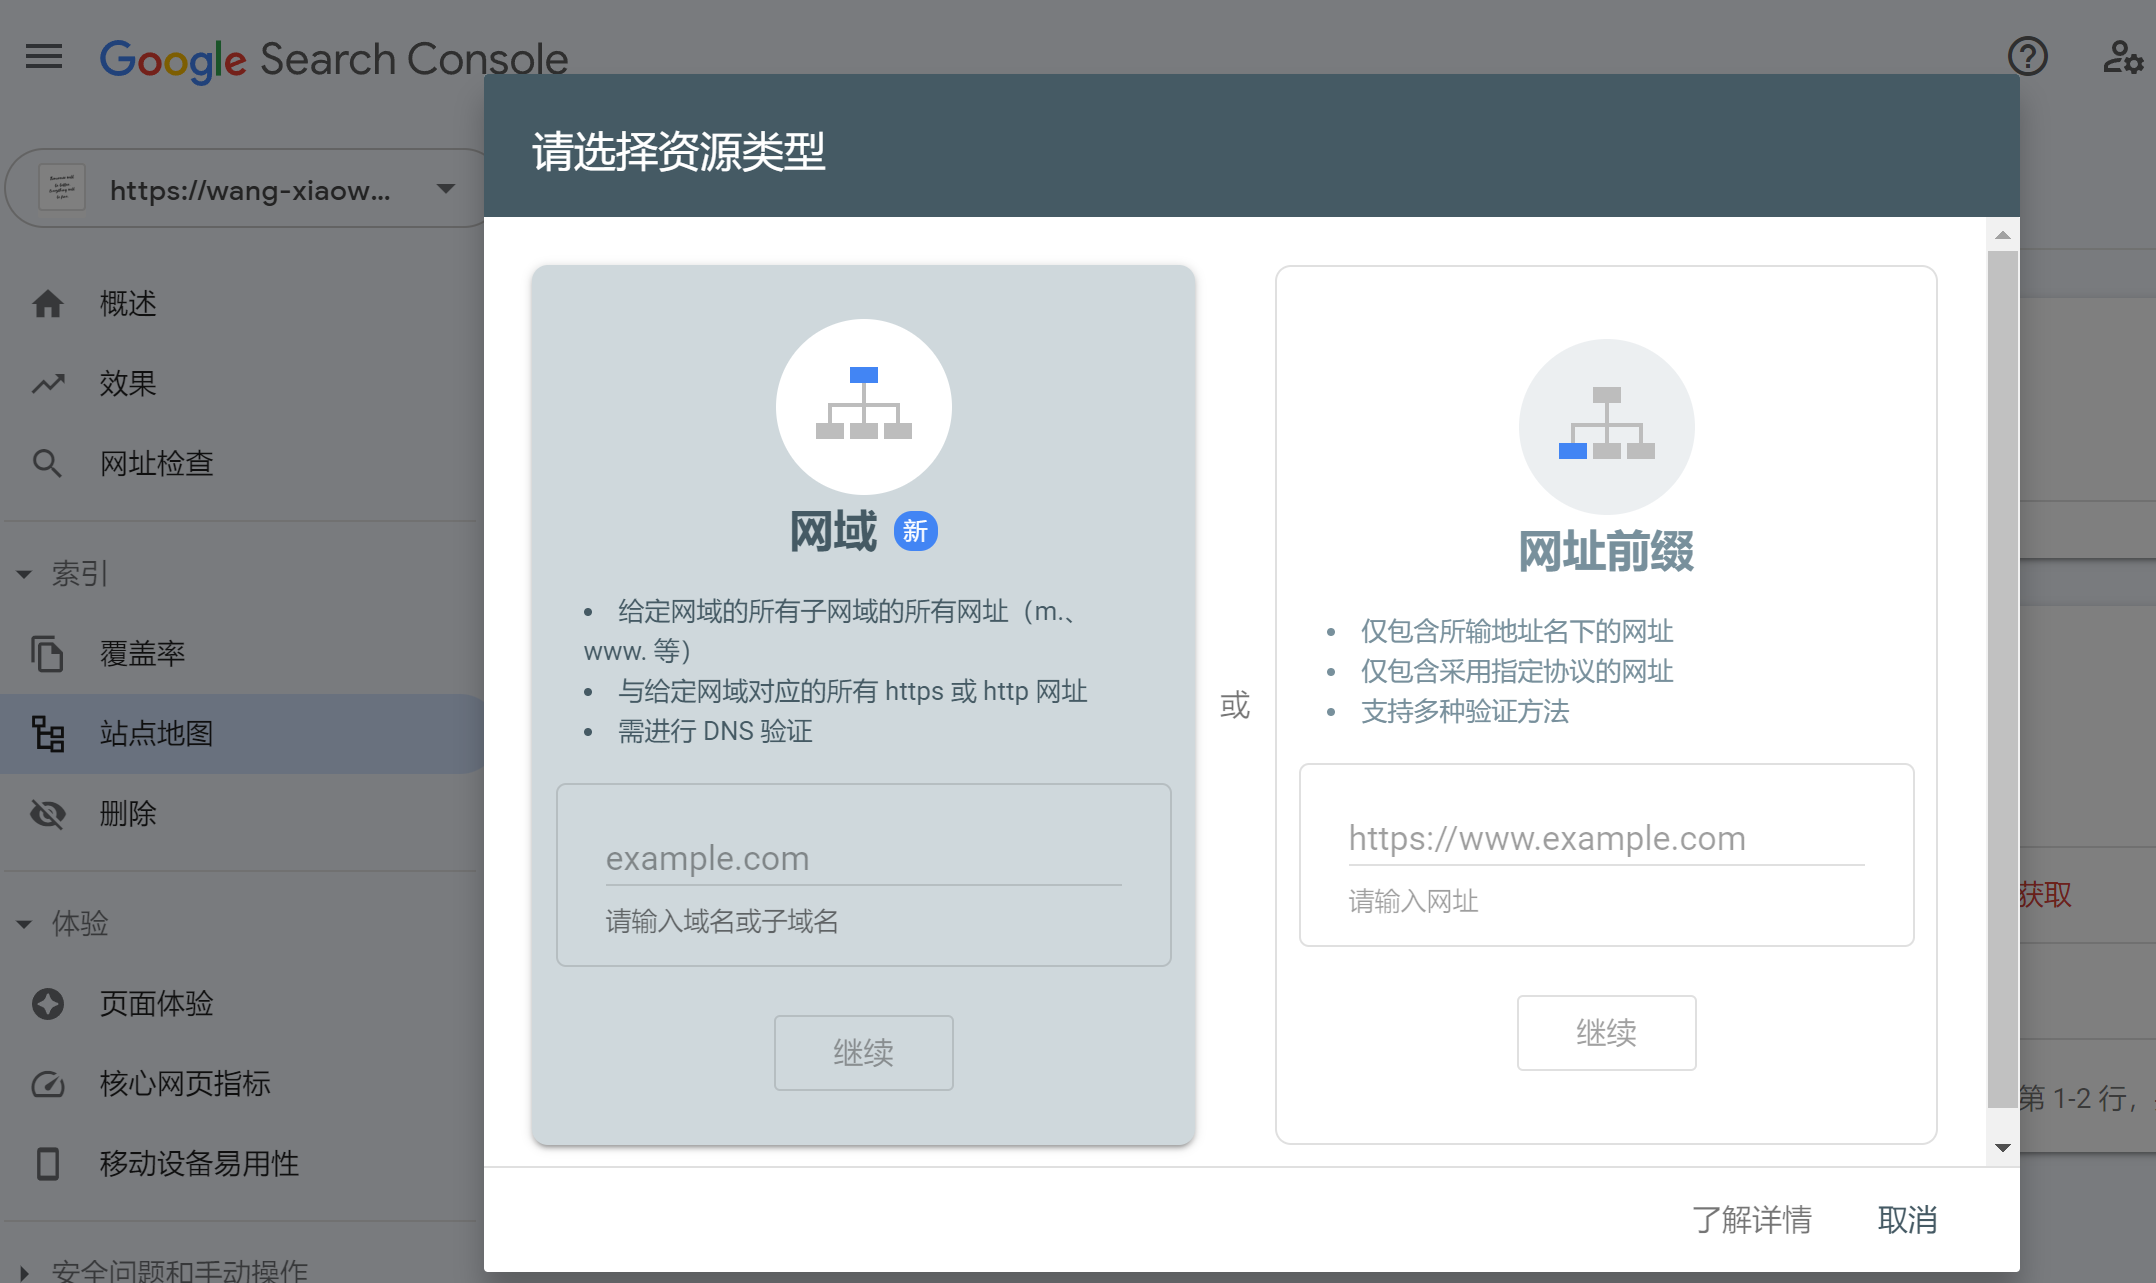 Google Search Console
https://wang-xiaow...
概述
效果
网址检查
索引
覆盖率
站点地图
删除
体验
页面体验
核心网页指标
移动设备易用性
安全问题和手动操作
请选择资源类型
网域 新
• 给定网域的所有子网域的所有网址（m.、
www. 等）
• 与给定网域对应的所有 https 或 http 网址
• 需进行 DNS 验证
example.com
请输入域名或子域名
继续
或
网址前缀
• 仅包含所输地址名下的网址
• 仅包含采用指定协议的网址
• 支持多种验证方法
https://www.example.com
请输入网址
继续
了解详情
取消
获取
第 1-2 行，